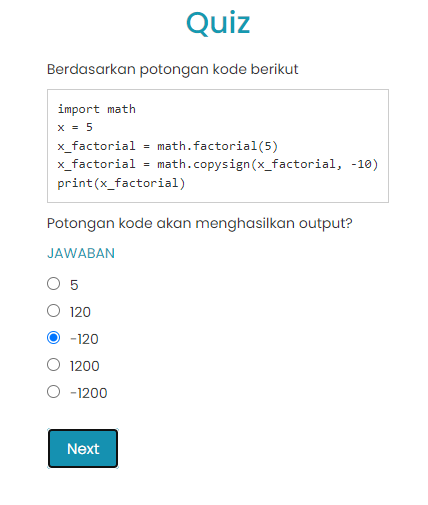 Quiz
Berdasarkan potongan kode berikut
import math
x = 5
x_factorial = math.factorial(5)
x_factorial = math.copysign(x_factorial, -10)
print(x_factorial)
Potongan kode akan menghasilkan output?
JAWABAN
5
120
-120
1200
-1200
Next